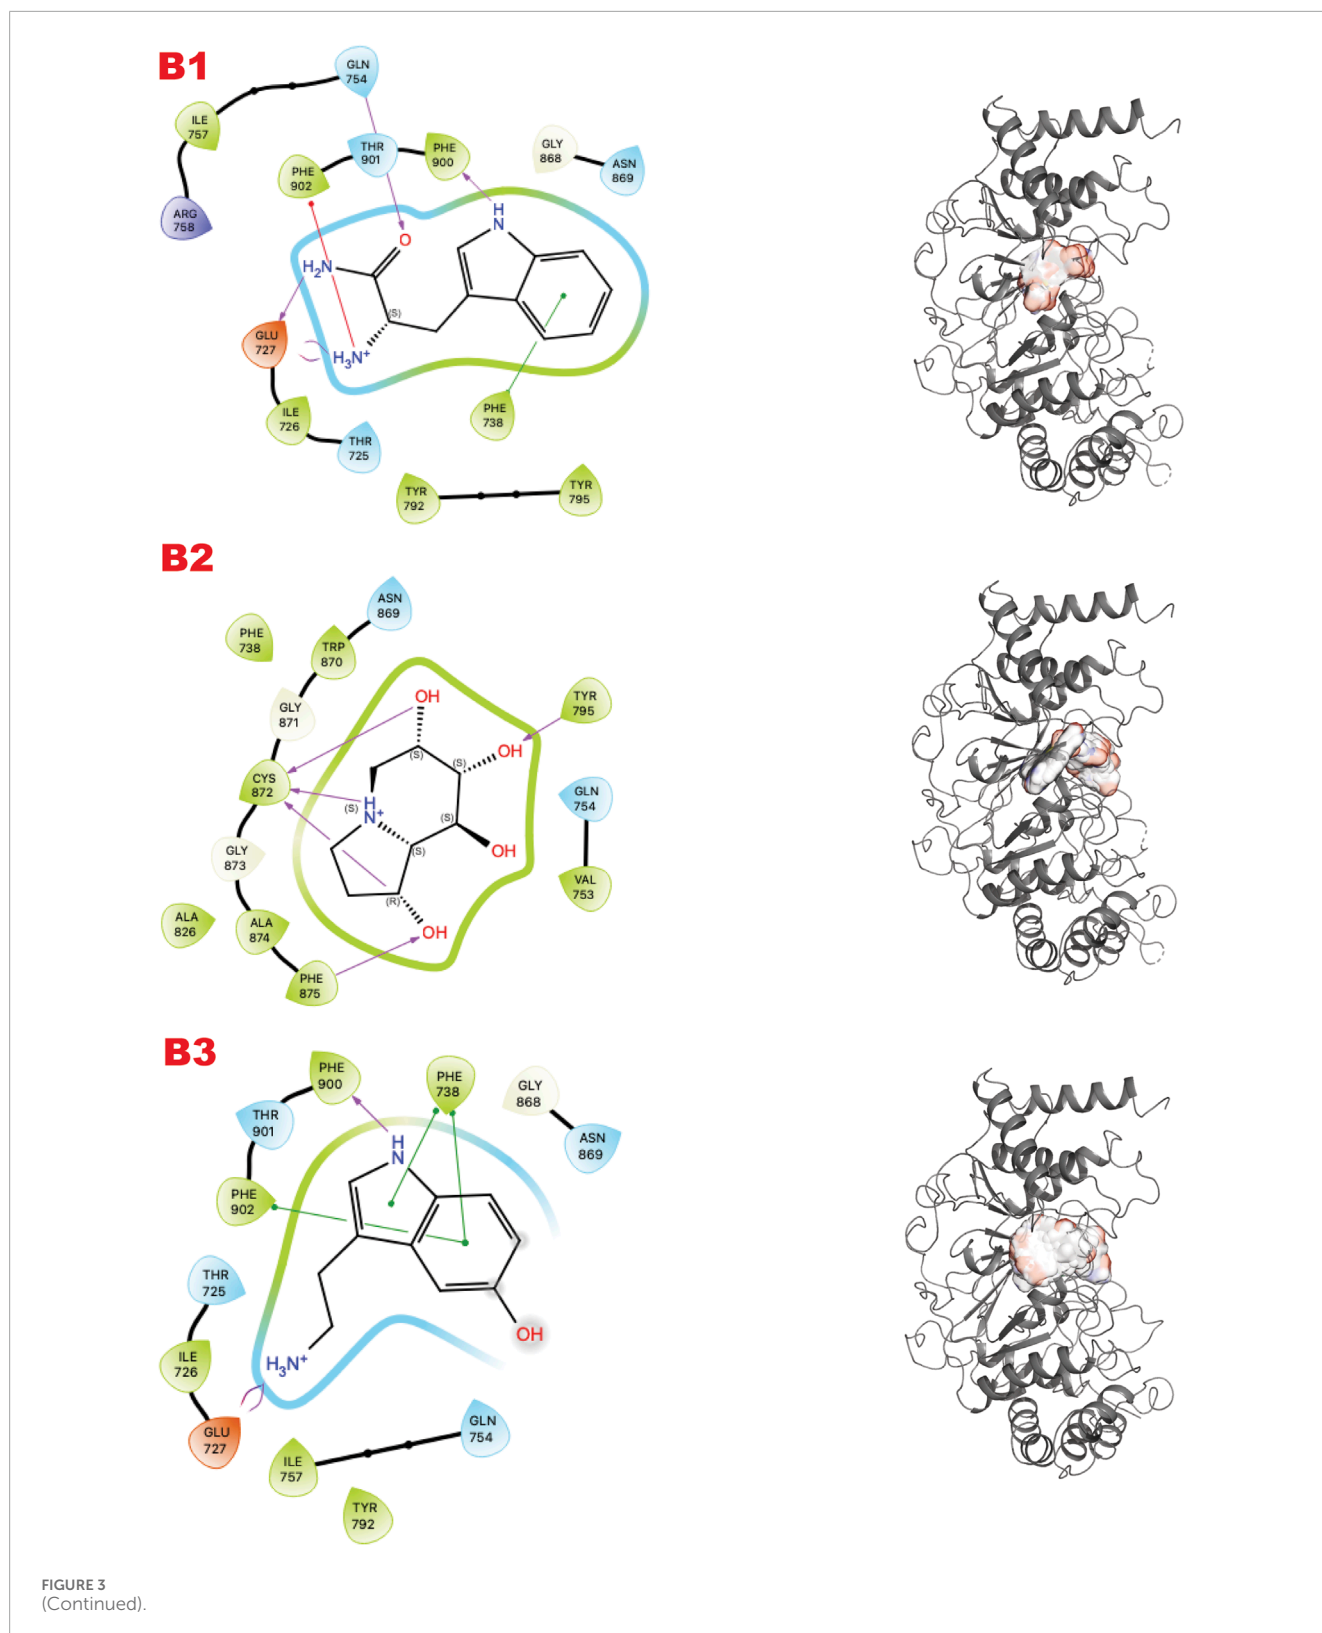 B1
GLN
754
ILE
757
THR
901
PHE
900
PHE
902
GLY
868
ASN
869
ARG
758
H
N
O
H₂N
(S)
GLU
727
H₃N⁺
ILE
726
THR
725
PHE
738
TYR
792
TYR
795
B2
ASN
869
PHE
738
TRP
870
GLY
871
OH
TYR
795
(S)
(S)
OH
CYS
872
(S)
H
N⁺
GLN
754
(S)
(S)
OH
GLY
873
VAL
753
(R)
OH
ALA
826
ALA
874
PHE
875
B3
PHE
900
PHE
738
GLY
868
THR
901
ASN
869
H
N
PHE
902
THR
725
OH
ILE
726
H₃N⁺
GLU
727
GLN
754
ILE
757
TYR
792
FIGURE 3
(Continued).